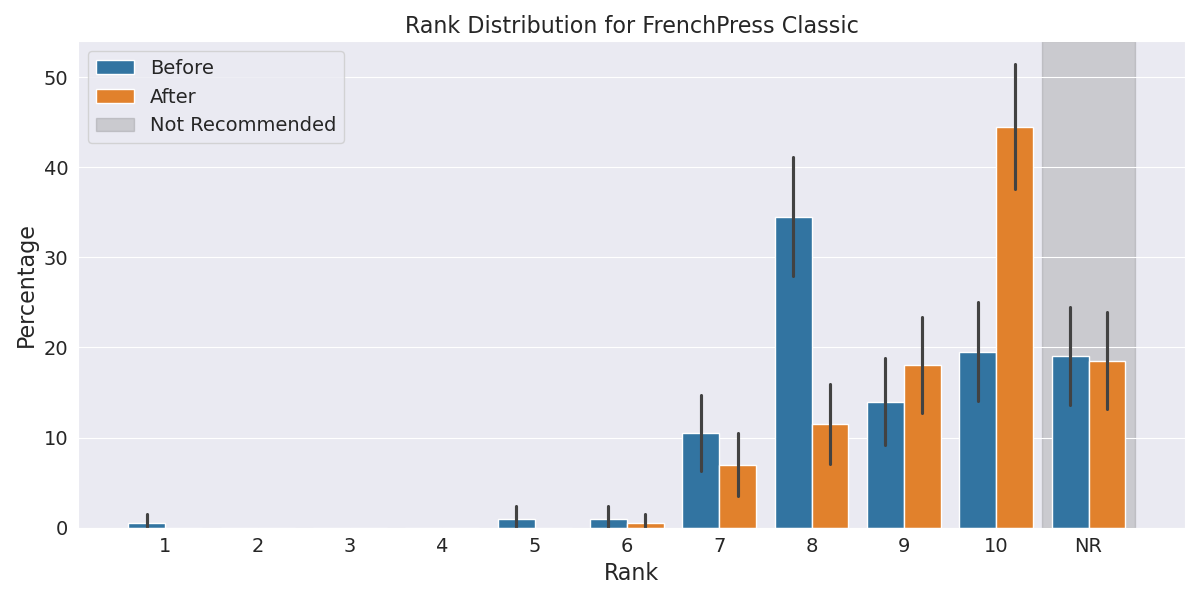 Rank Distribution for FrenchPress Classic
Before
After
Not Recommended
Percentage
50
40
30
20
10
0
1 2 3 4 5 6 7 8 9 10 NR
Rank